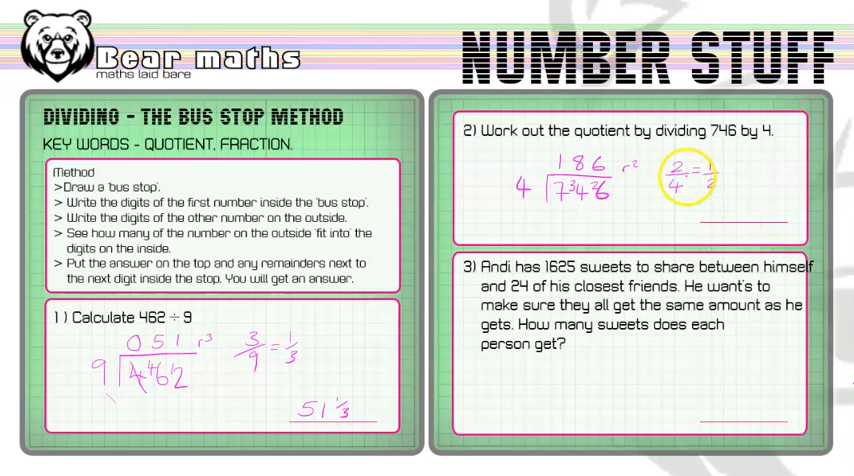 Bear maths
maths laid bare
NUMBER STUFF
DIVIDING - THE BUS STOP METHOD
KEY WORDS - QUOTIENT, FRACTION.
Method
>Draw a 'bus stop'.
> Write the digits of the first number inside the 'bus stop'.
> Write the digits of the other number on the outside.
> See how many of the number on the outside 'fit into' the
digits on the inside.
> Put the answer on the top and any remainders next to
the next digit inside the stop. You will get an answer.
1) Calculate 462 ÷ 9
0 5 1 r3
9 4 46 12
3/9 = 1/3
51 1/3
2) Work out the quotient by dividing 746 by 4.
1 8 6 r2
4 7 34 26
2/4 = 1/2
3) Andi has 1625 sweets to share between himself
and 24 of his closest friends. He want's to
make sure they all get the same amount as he
gets. How many sweets does each
person get?